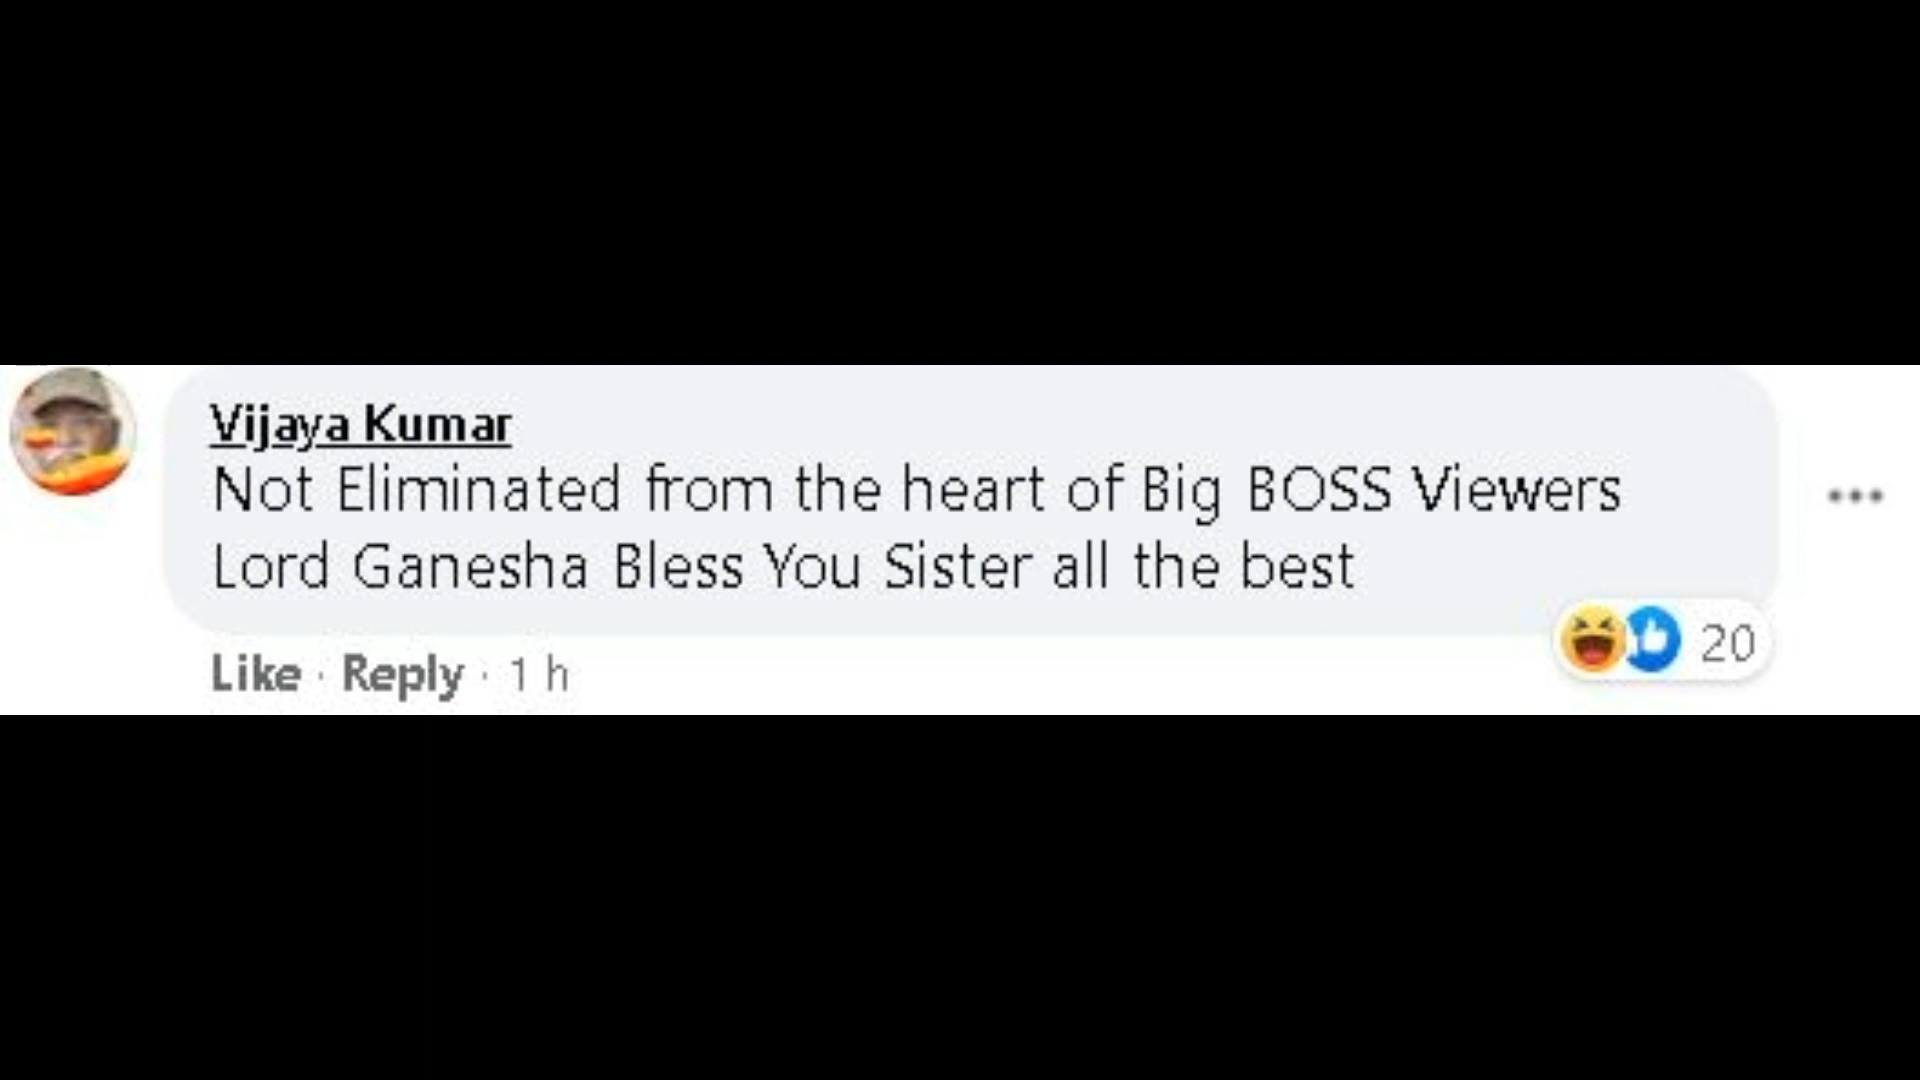 Vijaya Kumar
Not Eliminated from the heart of Big BOSS Viewers
Lord Ganesha Bless You Sister all the best
Like · Reply · 1 h
20